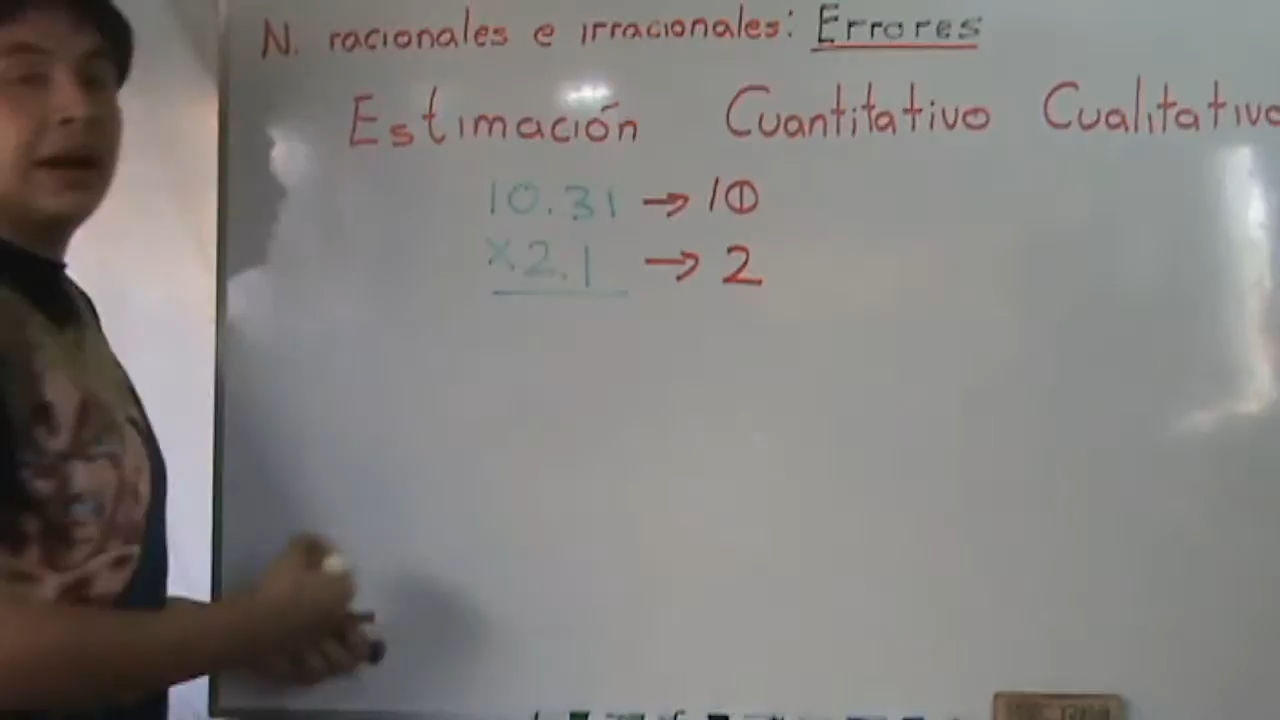 N. racionales e irracionales: Errores
Estimación Cuantitativo Cualitativo
10.31 → 10
x2.1 → 2